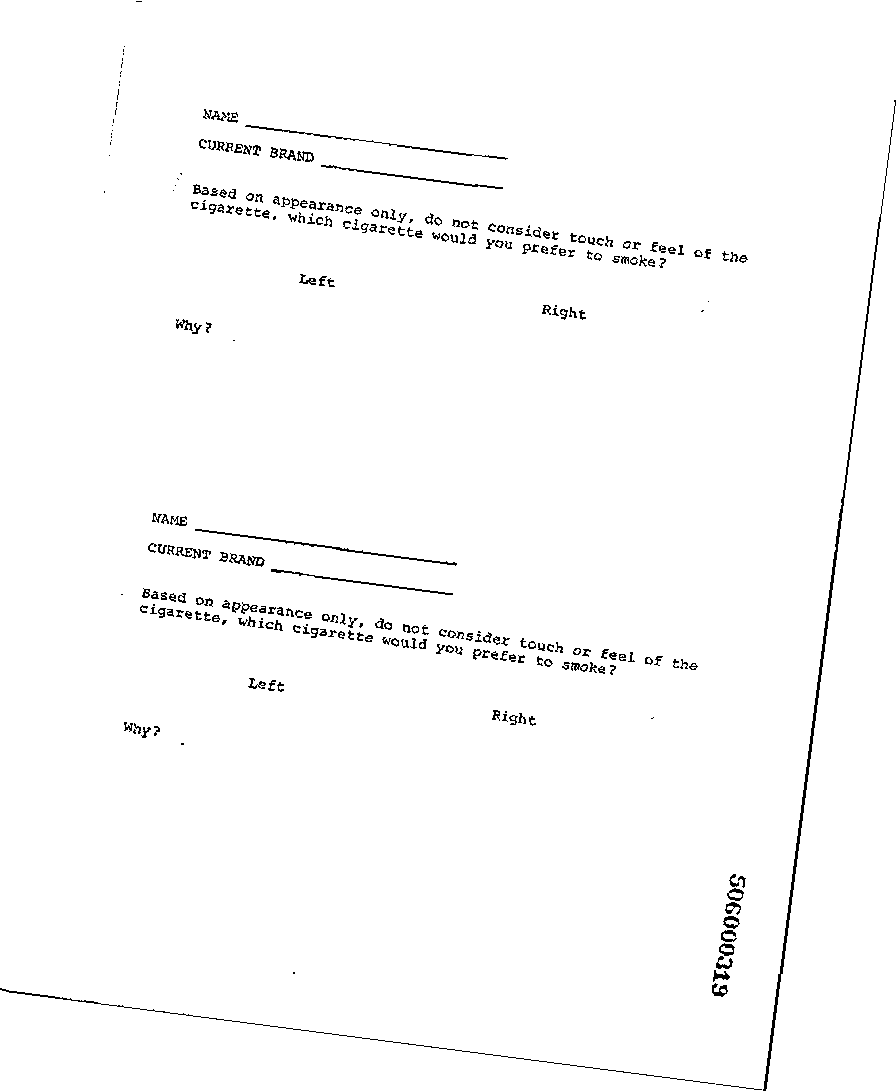 NAME
CURRENT BRAND
Based on appearance only, do not consider touch or feel of the
cigarette, which cigarette would you prefer to smoke?
Left
Right
Why?
NAME
CURRENT BRAND
Based on appearance only, do not consider touch or feel of the
cigarette, which cigarette would you prefer to smoke?
Left
Right
Why?
506000319